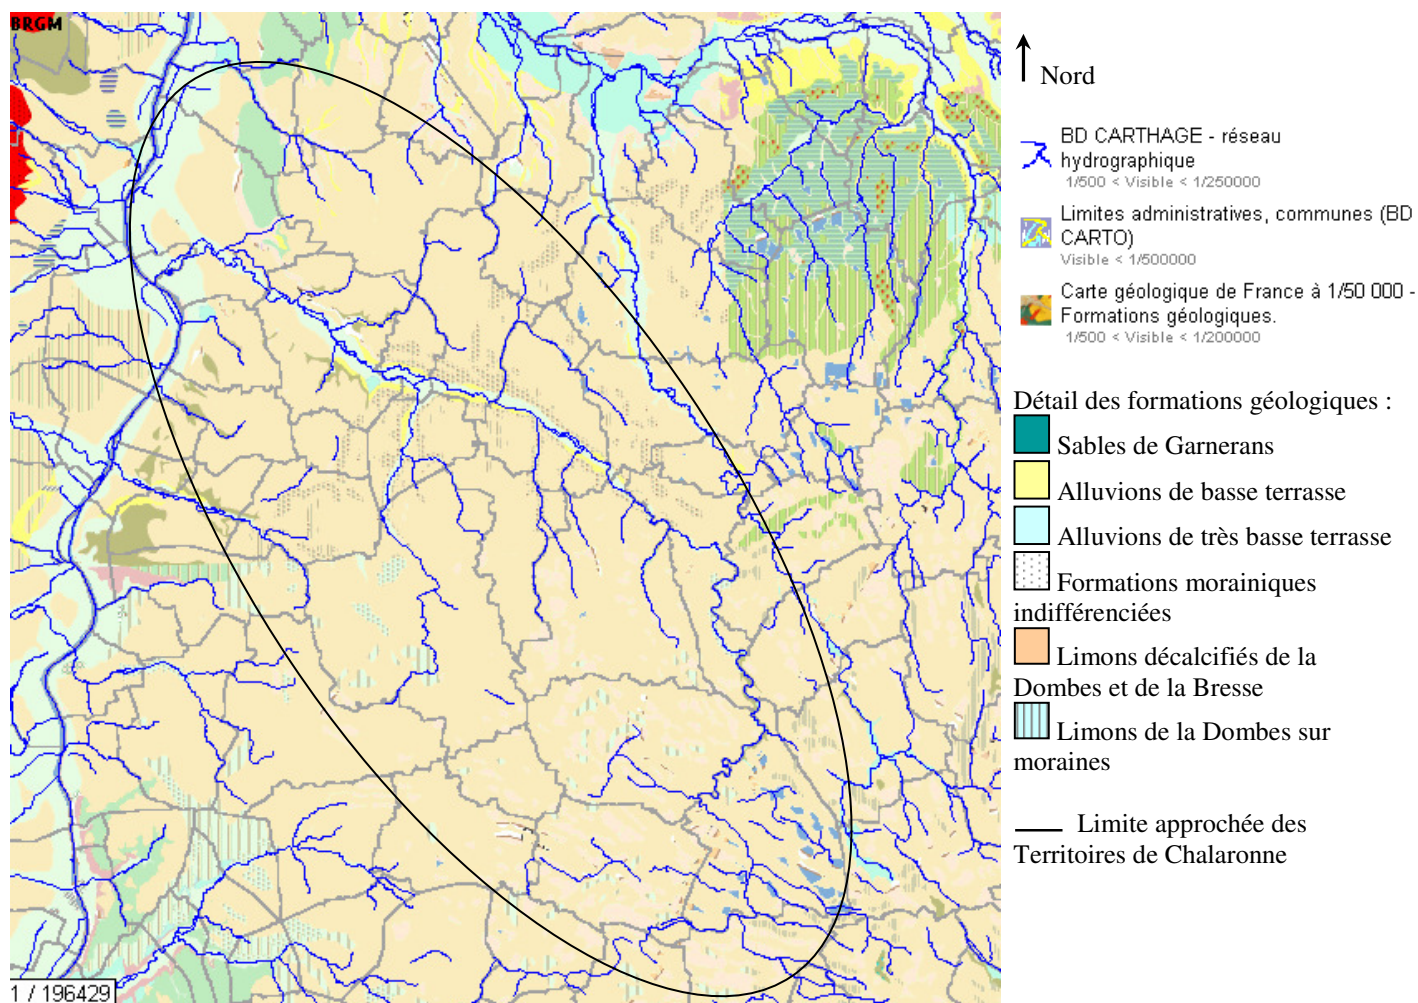 BRGM
1 / 196429
Nord
BD CARTHAGE - réseau
hydrographique
1/500 < Visible < 1/250000
Limites administratives, communes (BD
CARTO)
Visible < 1/500000
Carte géologique de France à 1/50 000 -
Formations géologiques.
1/500 < Visible < 1/200000
Détail des formations géologiques :
Sables de Garnerans
Alluvions de basse terrasse
Alluvions de très basse terrasse
Formations morainiques
indifférenciées
Limons décalcifiés de la
Dombes et de la Bresse
Limons de la Dombes sur
moraines
Limite approchée des
Territoires de Chalaronne